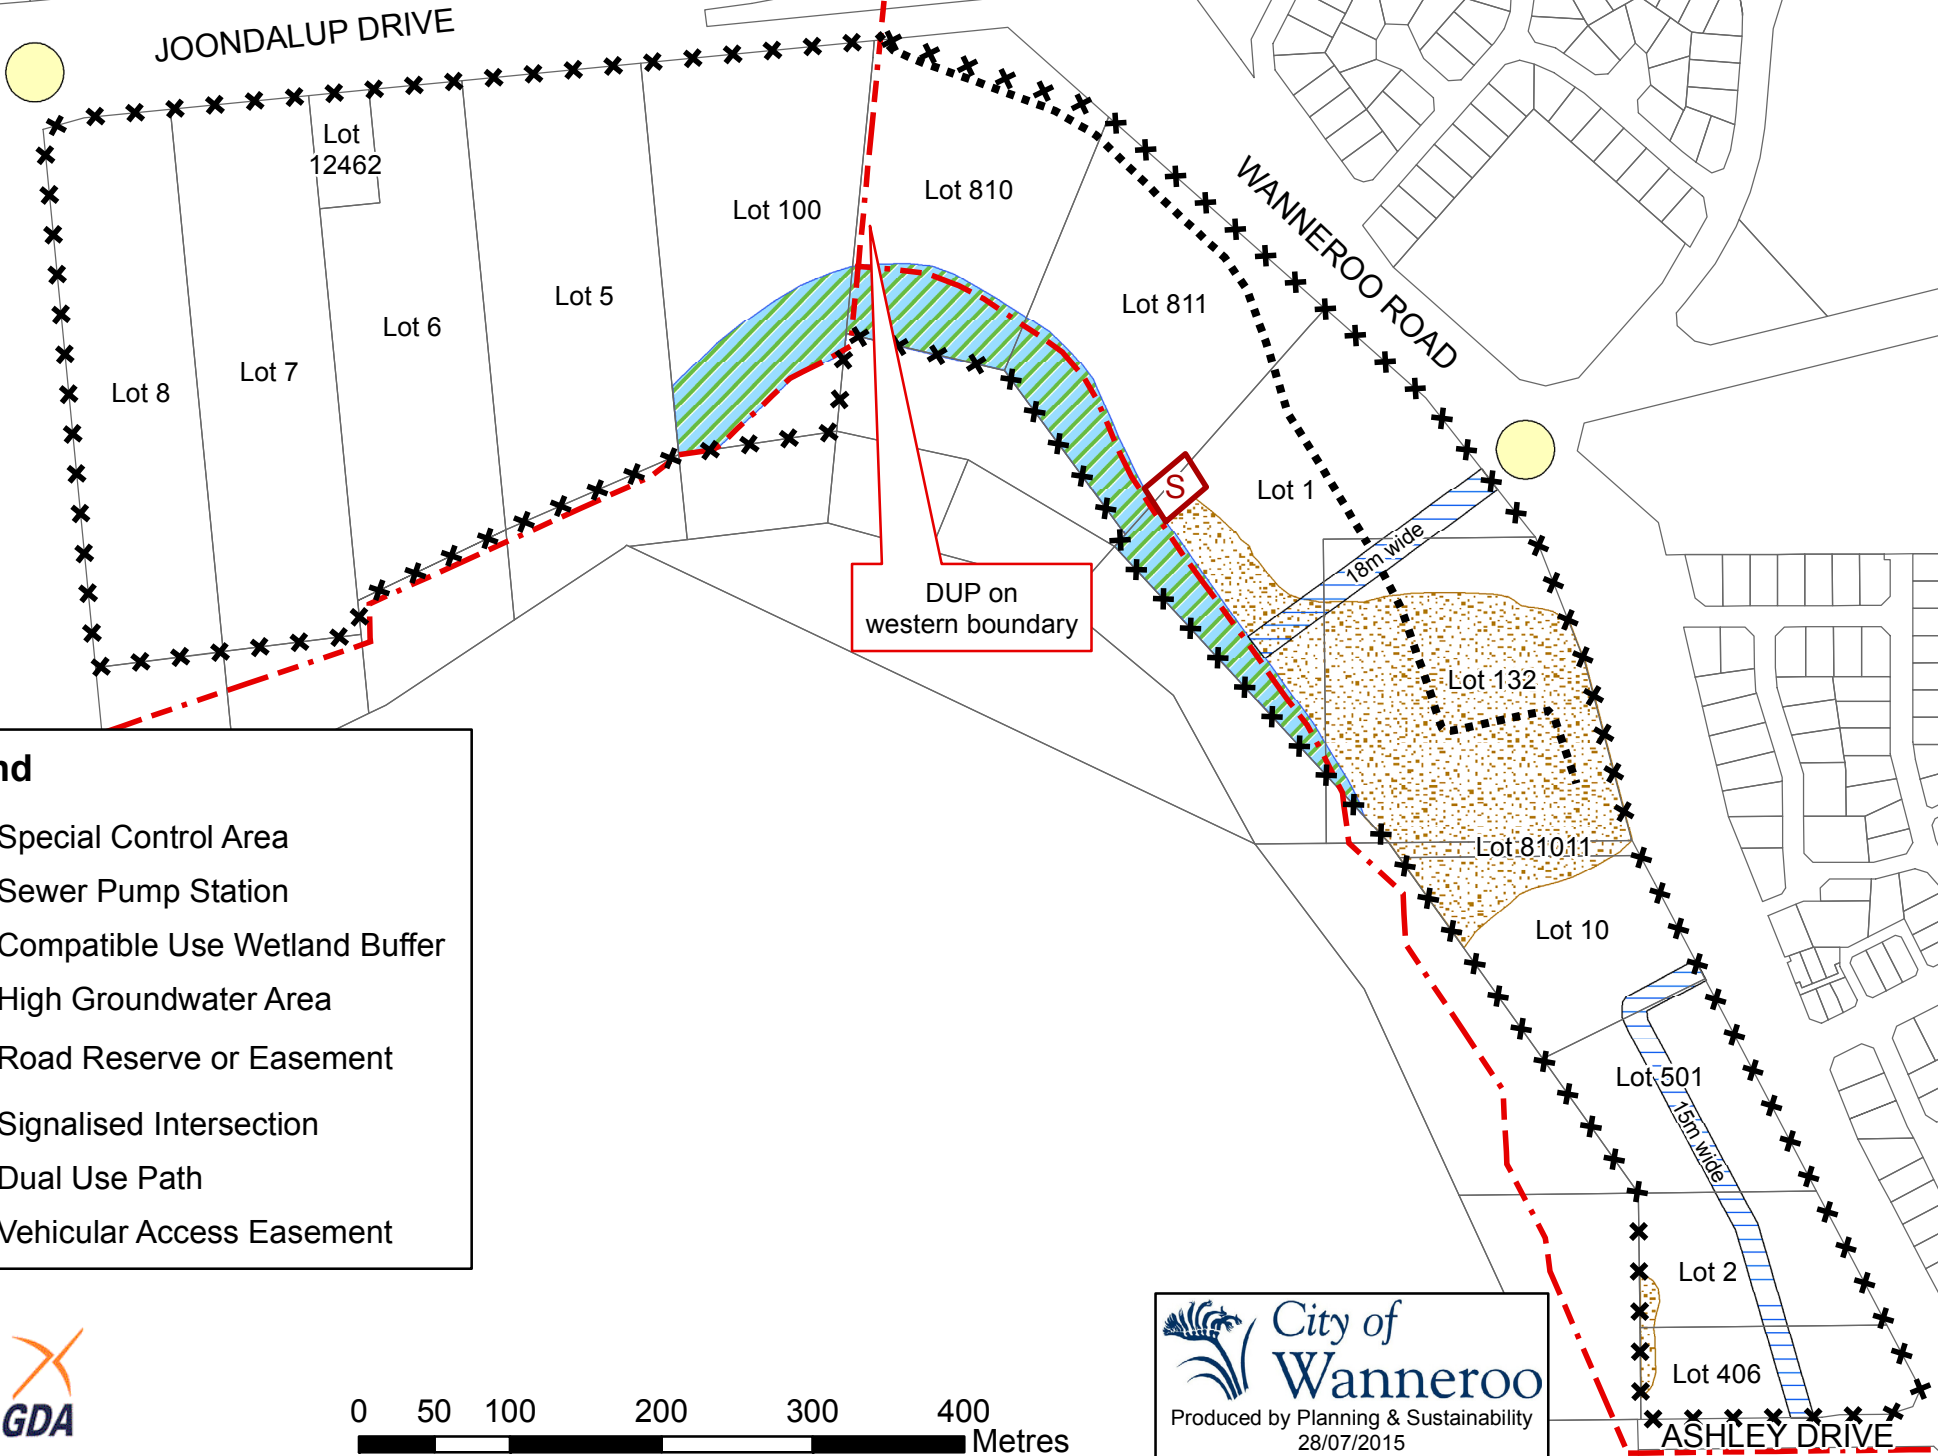 JOONDALUP DRIVE
Lot
12462
Lot 810
Lot 100
WANNEROO ROAD
Lot 5
Lot 811
Lot 6
Lot 7
Lot 8
S
Lot 1
18m wide
DUP on
western boundary
Lot 132
Lot 81011
Lot 10
Lot 501
15m wide
Lot 2
Lot 406
ASHLEY DRIVE
nd
Special Control Area
Sewer Pump Station
Compatible Use Wetland Buffer
High Groundwater Area
Road Reserve or Easement
Signalised Intersection
Dual Use Path
Vehicular Access Easement
GDA
0 50 100 200 300 400
Metres
City of
Wanneroo
Produced by Planning & Sustainability
28/07/2015